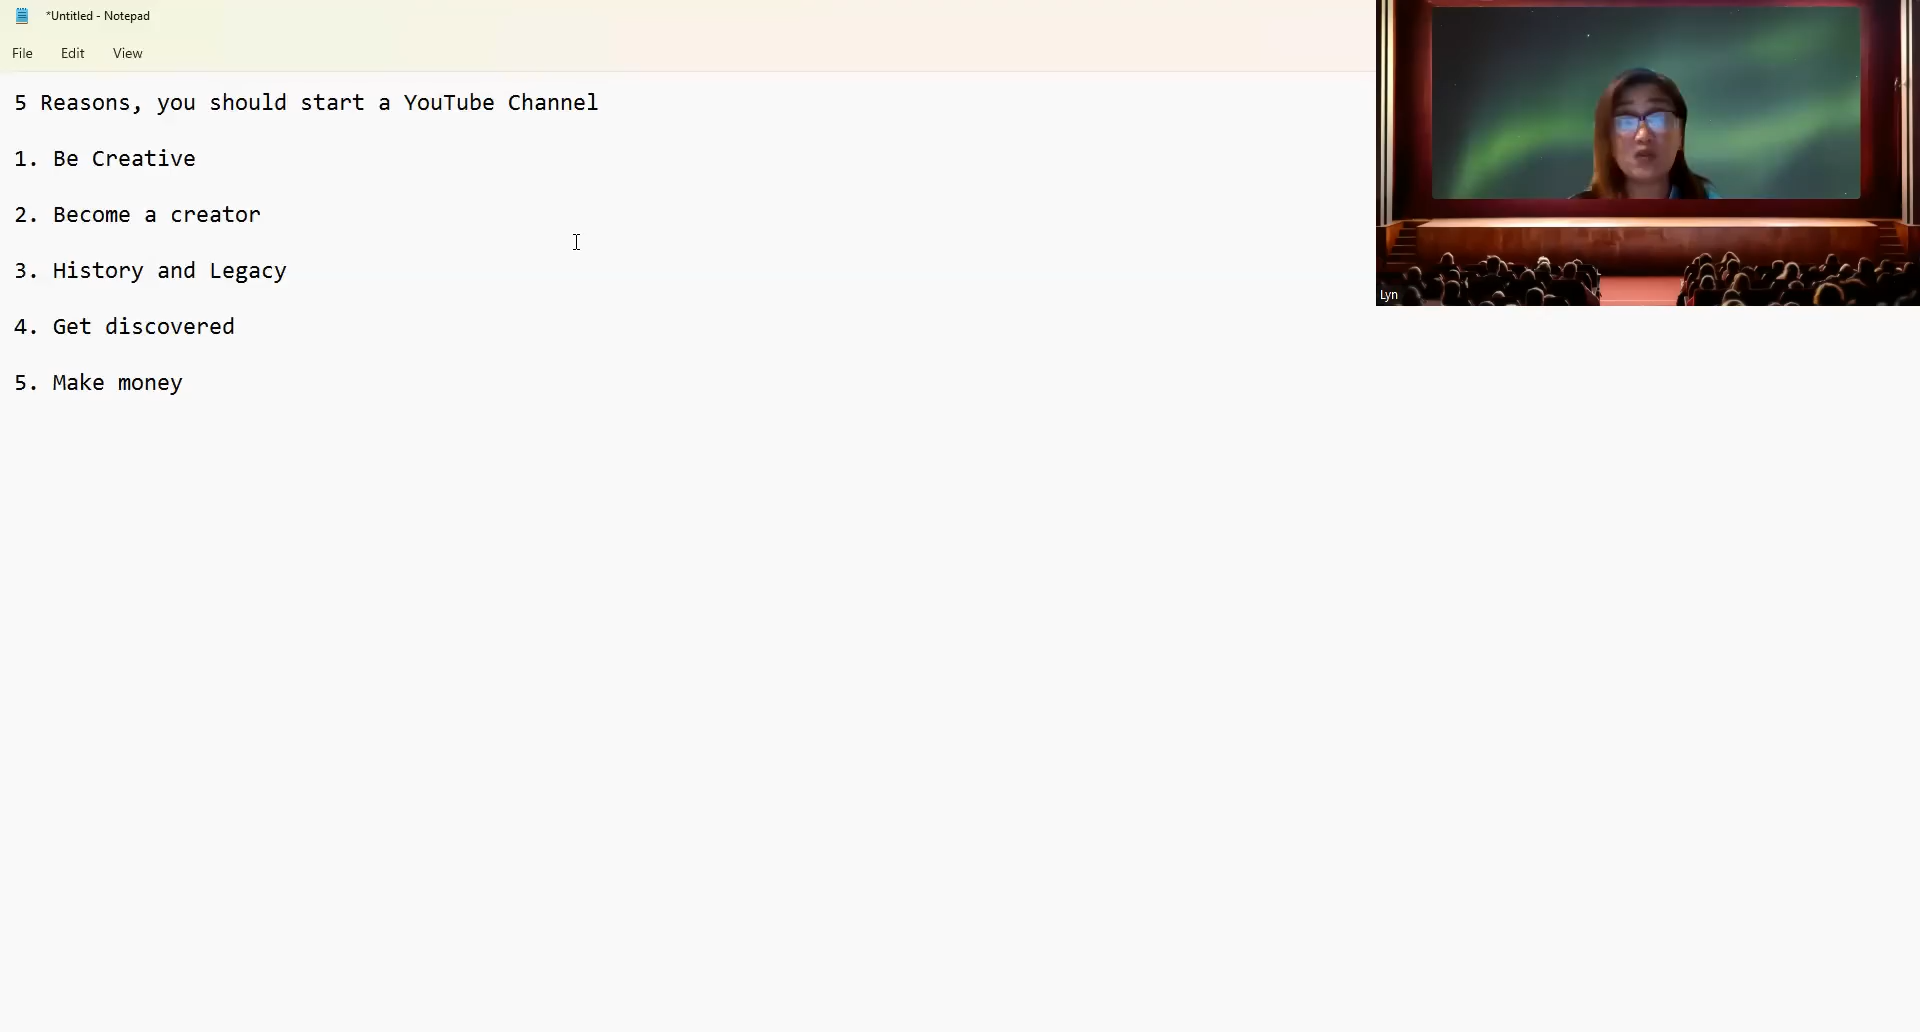 *Untitled - Notepad
File Edit View
5 Reasons, you should start a YouTube Channel
1. Be Creative
2. Become a creator
3. History and Legacy
4. Get discovered
5. Make money
Lyn